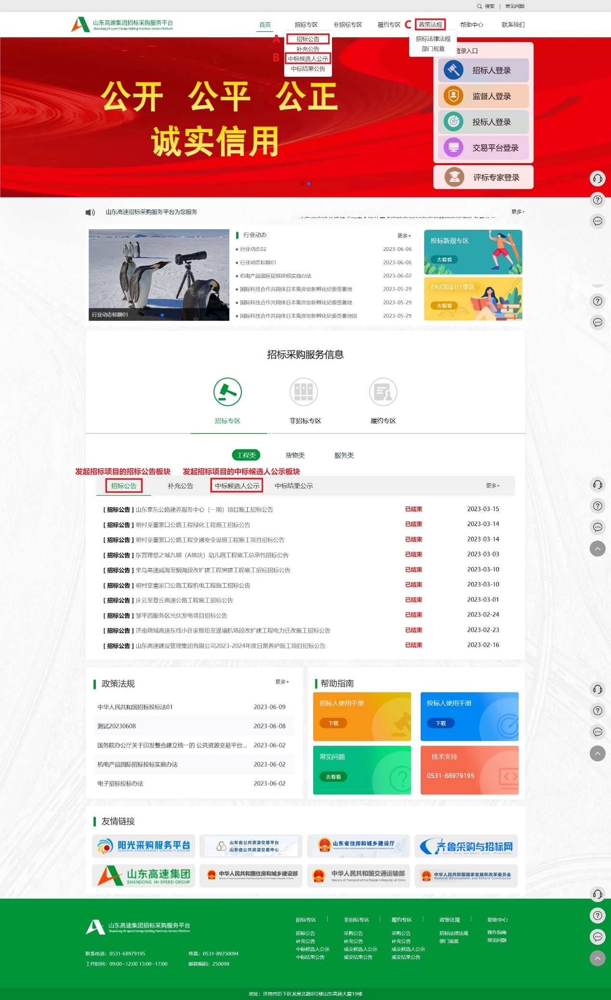 搜索 | 常见问题
山东高速集团招标采购服务平台
Shandong Hi-speed Group Bidding Purchase Service Platform
首页 招标专区 非招标专区 履约专区 C 政策法规 帮助中心 联系我们
A 招标公告
补充公告
B 中标候选人公示
中标结果公告
招标法律法规
部门规章
公开 公平 公正
诚实信用
登录入口
招标人登录
监督人登录
投标人登录
交易平台登录
评标专家登录
山东高速招标采购服务平台为您服务
更多+
行业动态标题01
行业动态 更多+
行业动态02 2023-06-06
行业动态标题01 2023-06-06
机电产品国际招标投标实施办法 2023-06-02
国际科技合作共同体日本离岸创新孵化纪委签署地 2023-05-29
国际科技合作共同体日本离岸创新孵化纪委签署地 2023-05-29
国际科技合作共同体日本离岸创新孵化纪委签署地国 2023-05-29
投标新规专区
去看看
办法知识分享区
去看看
招标采购服务信息
招标专区 非招标专区 履约专区
工程类 货物类 服务类
发起招标项目的招标公告板块 发起招标项目的中标候选人公示板块
招标公告 补充公告 中标候选人公示 中标结果公示 更多+
[ 招标公告 ] 山东泰东公路建养服务中心（一期）项目施工招标公告 已结束 2023-03-15
[ 招标公告 ] 明村至董家口公路工程绿化工程施工招标公告 已结束 2023-03-14
[ 招标公告 ] 明村至董家口公路工程交通安全设施工程施工项目招标公告 已结束 2023-03-14
[ 招标公告 ] 东营理想之城九期（A地块）幼儿园工程施工总承包招标公告 已结束 2023-03-03
[ 招标公告 ] 荣乌高速威海至烟海段改扩建工程房建工程施工招标招标公告 已结束 2023-03-10
[ 招标公告 ] 明村至董家口公路工程机电工程施工招标公告 已结束 2023-03-10
[ 招标公告 ] 庆云至章丘高速公路工程施工招标公告 已结束 2023-03-01
[ 招标公告 ] 邹平西服务区光伏发电项目招标公告 已结束 2023-02-24
[ 招标公告 ] 济南绕城高速东线小许家枢纽至遥墙机场段改扩建工程电力迁改施工招标公告 已结束 2023-02-23
[ 招标公告 ] 山东高速建设管理集团有限公司2023-2024年度日常养护施工项目招标公告 已结束 2023-02-16
政策法规 更多+
中华人民共和国招标投标法01 2023-06-09
测试20230608 2023-06-08
国务院办公厅关于印发整合建立统一的 公共资源交易平台... 2023-06-02
机电产品国际招标投标实施办法 2023-06-02
电子招标投标办法 2023-06-02
帮助指南
招标人使用手册
下载
投标人使用手册
下载
常见问题
去看看
技术支持
0531-68979195
友情链接
阳光采购服务平台
SUNSHINE PROCUREMENT SERVICE PLATFORM
山东省公共资源交易平台
山东省公共资源交易中心
山东省住房和城乡建设厅
Housing and Urban-Rural Development Department of Shandong Province
齐鲁采购与招标网
QILU PROCUREMENT AND TENDERING
山东高速集团
SHANDONG HI-SPEED GROUP
中华人民共和国住房和城乡建设部
Ministry of Housing and Urban-Rural Development of the People's Republic of China
中华人民共和国交通运输部
Ministry of Transport of the People's Republic of China
中华人民共和国国家发展和改革委员会
National Development and Reform Commission
山东高速集团招标采购服务平台
Shandong Hi-speed Group Bidding Purchase Service Platform
联系电话：0531-68979195 传真：0531-89250094
工作时间：09:00~12:00 13:00~17:00 邮政编码：250098
招标专区 | 非招标专区 | 履约专区 | 政策法规 | 帮助中心
招标公告 采购公告 采购公告 招标法律法规 操作指南
补充公告 补充公告 补充公告 部门规章 常见问题
中标候选人公示 成交候选人公示 成交候选人公示
中标结果公告 成交结果公告 成交结果公告
地址：济南市历下区龙奥北路8号楼山东高速大厦19楼